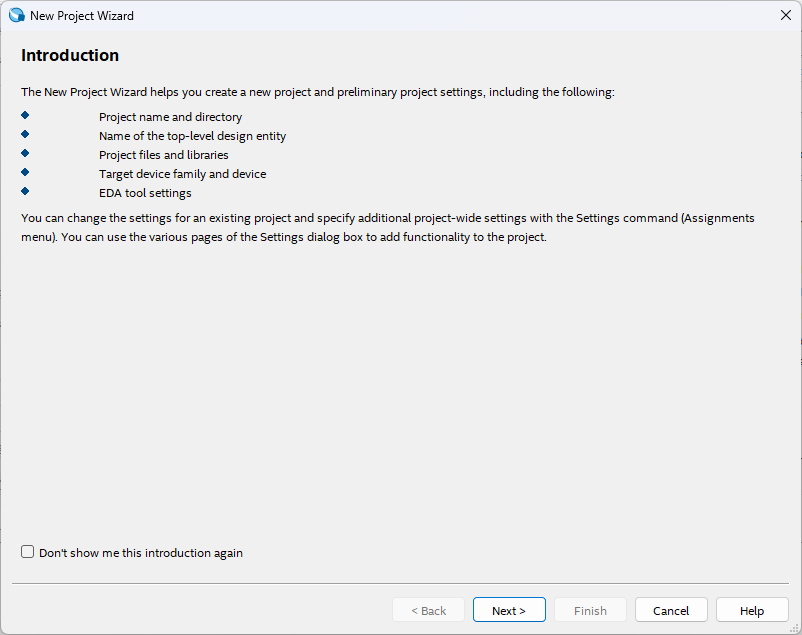 New Project Wizard
Introduction
The New Project Wizard helps you create a new project and preliminary project settings, including the following:
Project name and directory
Name of the top-level design entity
Project files and libraries
Target device family and device
EDA tool settings
You can change the settings for an existing project and specify additional project-wide settings with the Settings command (Assignments
menu). You can use the various pages of the Settings dialog box to add functionality to the project.
Don't show me this introduction again
< Back Next > Finish Cancel Help